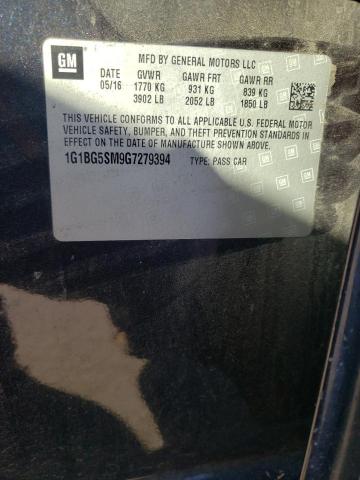 GM
MFD BY GENERAL MOTORS LLC
05/16 GVWR GAWR FRT GAWR RR
1770 KG 931 KG 839 KG
3902 LB 2052 LB 1850 LB
THIS VEHICLE CONFORMS TO ALL APPLICABLE U.S. FEDERAL MOTOR
VEHICLE SAFETY, BUMPER, AND THEFT PREVENTION STANDARDS IN
EFFECT ON THE DATE OF MANUFACTURE SHOWN ABOVE.
1G1BG5SM9G7279394 TYPE: PASS CAR